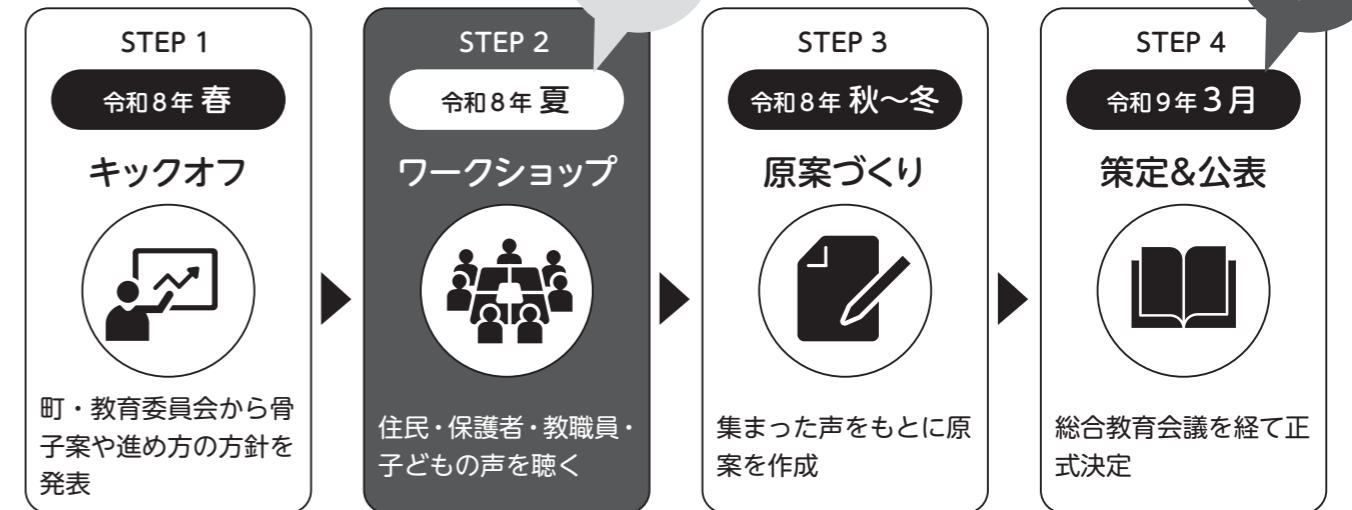 STEP 1
令和8年 春
キックオフ
町・教育委員会から骨
子案や進め方の方針を
発表
STEP 2
令和8年 夏
ワークショップ
住民・保護者・教職員・
子どもの声を聴く
STEP 3
令和8年 秋〜冬
原案づくり
集まった声をもとに原
案を作成
STEP 4
令和9年 3月
策定&公表
総合教育会議を経て正
式決定